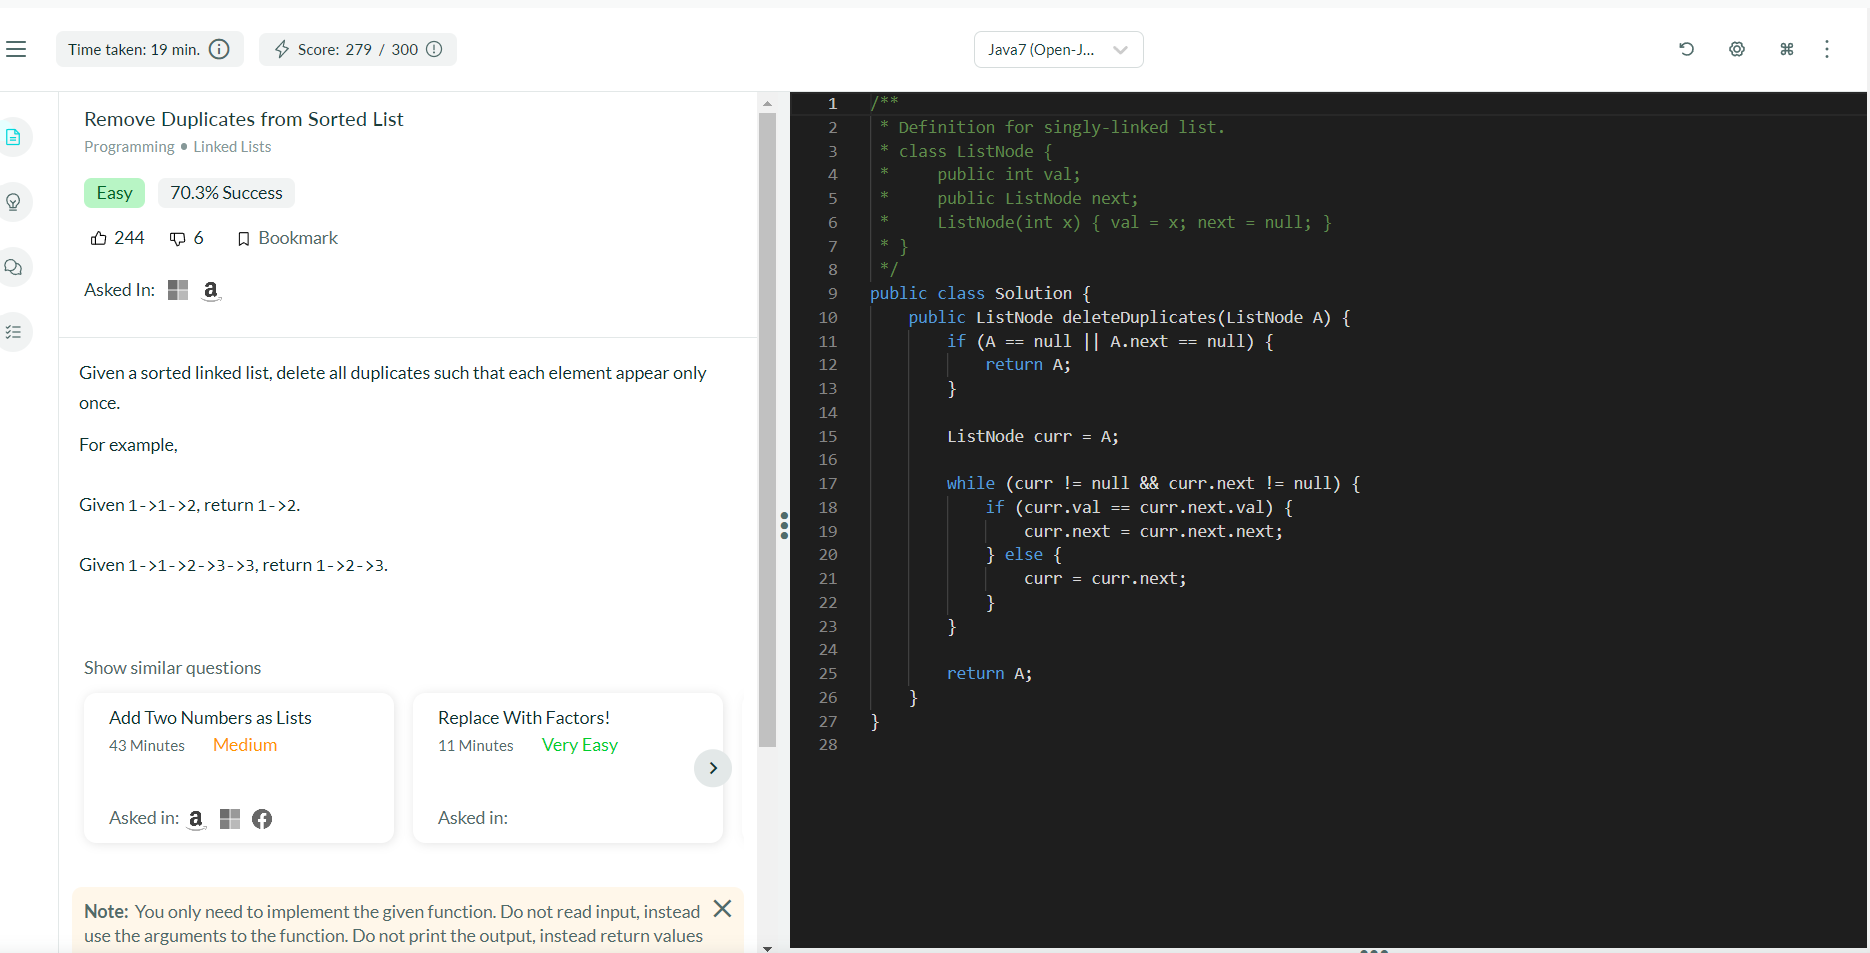 Time taken: 19 min.
Score: 279 / 300
Java7 (Open-J...
Remove Duplicates from Sorted List
Programming • Linked Lists
Easy
70.3% Success
244
6
Bookmark
Asked In:
Given a sorted linked list, delete all duplicates such that each element appear only
once.
For example,
Given 1->1->2, return 1->2.
Given 1->1->2->3->3, return 1->2->3.
Show similar questions
Add Two Numbers as Lists
43 Minutes Medium
Asked in:
Replace With Factors!
11 Minutes Very Easy
Asked in:
Note: You only need to implement the given function. Do not read input, instead
use the arguments to the function. Do not print the output, instead return values
1 /**
2  * Definition for singly-linked list.
3  * class ListNode {
4  *     public int val;
5  *     public ListNode next;
6  *     ListNode(int x) { val = x; next = null; }
7  * }
8  */
9 public class Solution {
10     public ListNode deleteDuplicates(ListNode A) {
11         if (A == null || A.next == null) {
12             return A;
13         }
14
15         ListNode curr = A;
16
17         while (curr != null && curr.next != null) {
18             if (curr.val == curr.next.val) {
19                 curr.next = curr.next.next;
20             } else {
21                 curr = curr.next;
22             }
23         }
24
25         return A;
26     }
27 }
28